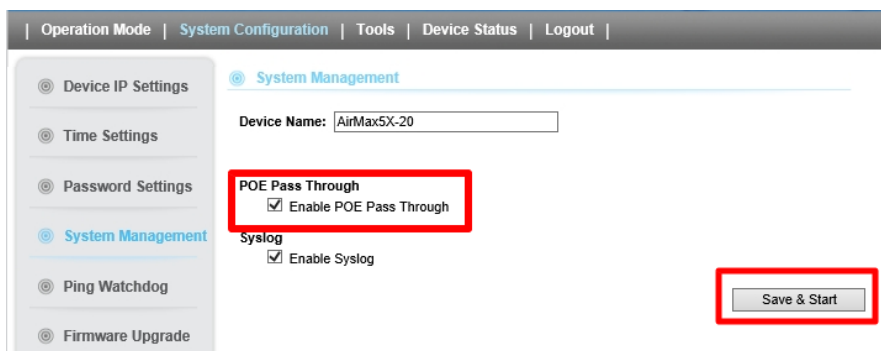 | Operation Mode | System Configuration | Tools | Device Status | Logout |
Device IP Settings
Time Settings
Password Settings
System Management
Ping Watchdog
Firmware Upgrade
System Management
Device Name: AirMax5X-20
POE Pass Through
Enable POE Pass Through
Syslog
Enable Syslog
Save & Start